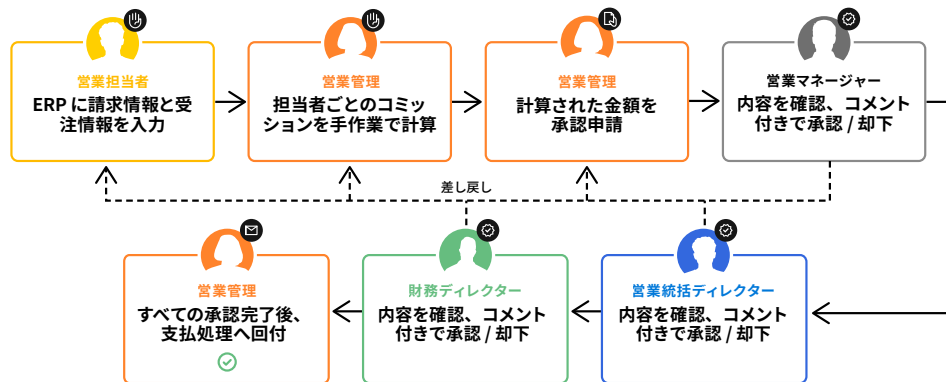 営業担当者
ERP に請求情報と受
注情報を入力
営業管理
担当者ごとのコミッ
ションを手作業で計算
営業管理
計算された金額を
承認申請
営業マネージャー
内容を確認、コメント
付きで承認 / 却下
差し戻し
営業管理
すべての承認完了後、
支払処理へ回付
財務ディレクター
内容を確認、コメント
付きで承認 / 却下
営業統括ディレクター
内容を確認、コメント
付きで承認 / 却下